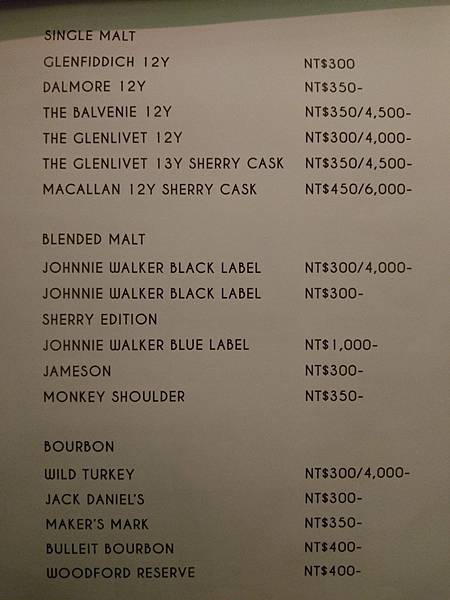 SINGLE MALT
GLENFIDDICH 12Y NT$300
DALMORE 12Y NT$350-
THE BALVENIE 12Y NT$350/4,500-
THE GLENLIVET 12Y NT$300/4,000-
THE GLENLIVET 13Y SHERRY CASK NT$350/4,500-
MACALLAN 12Y SHERRY CASK NT$450/6,000-
BLENDED MALT
JOHNNIE WALKER BLACK LABEL NT$300/4,000-
JOHNNIE WALKER BLACK LABEL NT$300-
SHERRY EDITION
JOHNNIE WALKER BLUE LABEL NT$1,000-
JAMESON NT$300-
MONKEY SHOULDER NT$350-
BOURBON
WILD TURKEY NT$300/4,000-
JACK DANIEL'S NT$300-
MAKER'S MARK NT$350-
BULLEIT BOURBON NT$400-
WOODFORD RESERVE NT$400-